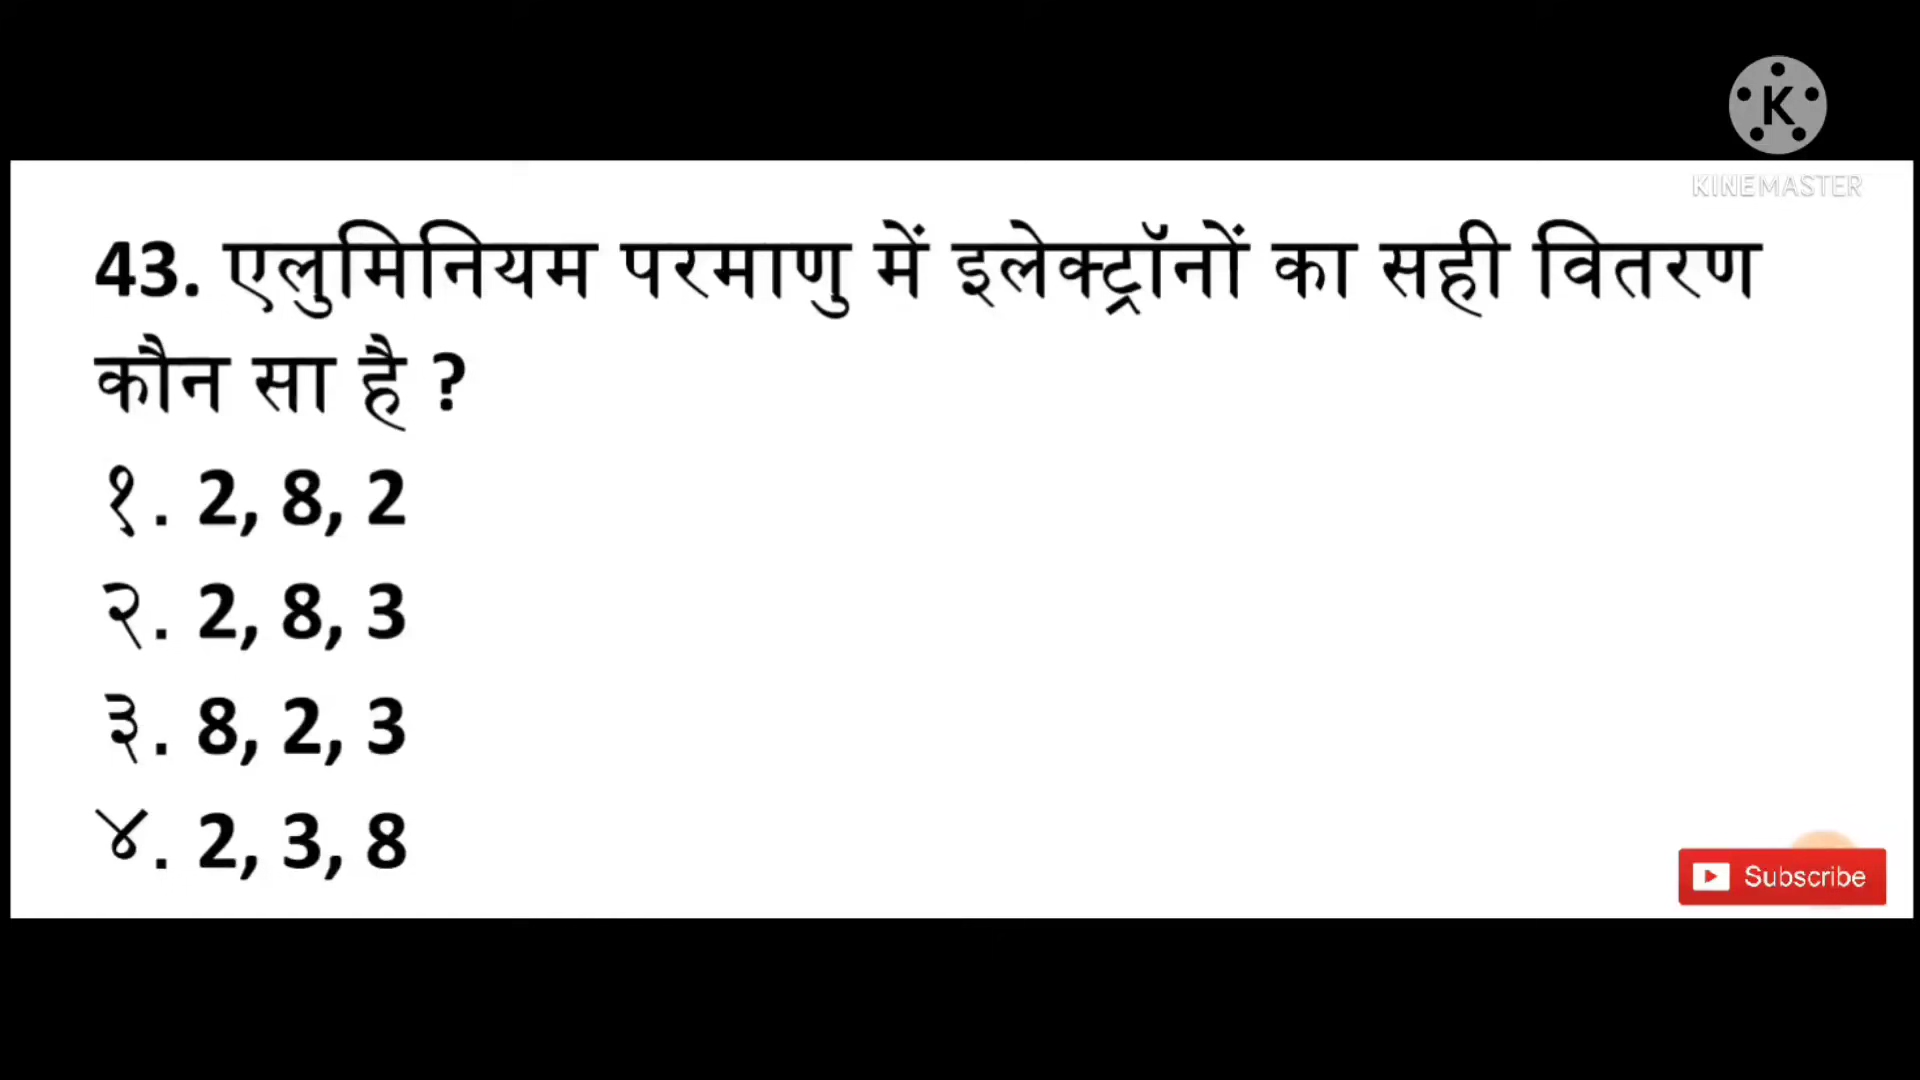 K
KINEMASTER
43. एलुमिनियम परमाणु में इलेक्ट्रॉनों का सही वितरण
कौन सा है ?
१. 2, 8, 2
२. 2, 8, 3
३. 8, 2, 3
४. 2, 3, 8
Subscribe